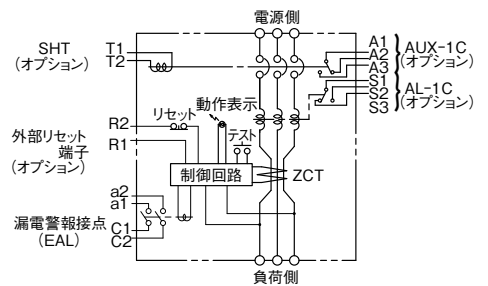 電源側
SHT
(オプション)
T1
T2
A1
A2
A3
AUX-1C
(オプション)
S1
S2
S3
AL-1C
(オプション)
動作表示
リセット
R2
R1
テスト
外部リセット
端子
(オプション)
制御回路
ZCT
a2
a1
漏電警報接点
(EAL)
C1
C2
負荷側